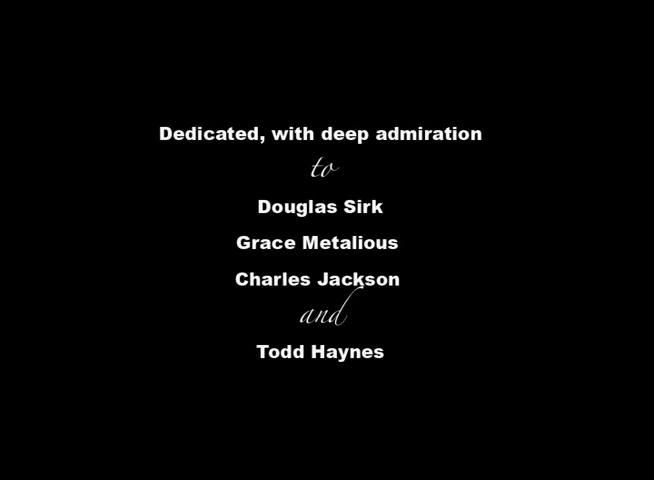 Dedicated, with deep admiration
to
Douglas Sirk
Grace Metalious
Charles Jackson
and
Todd Haynes